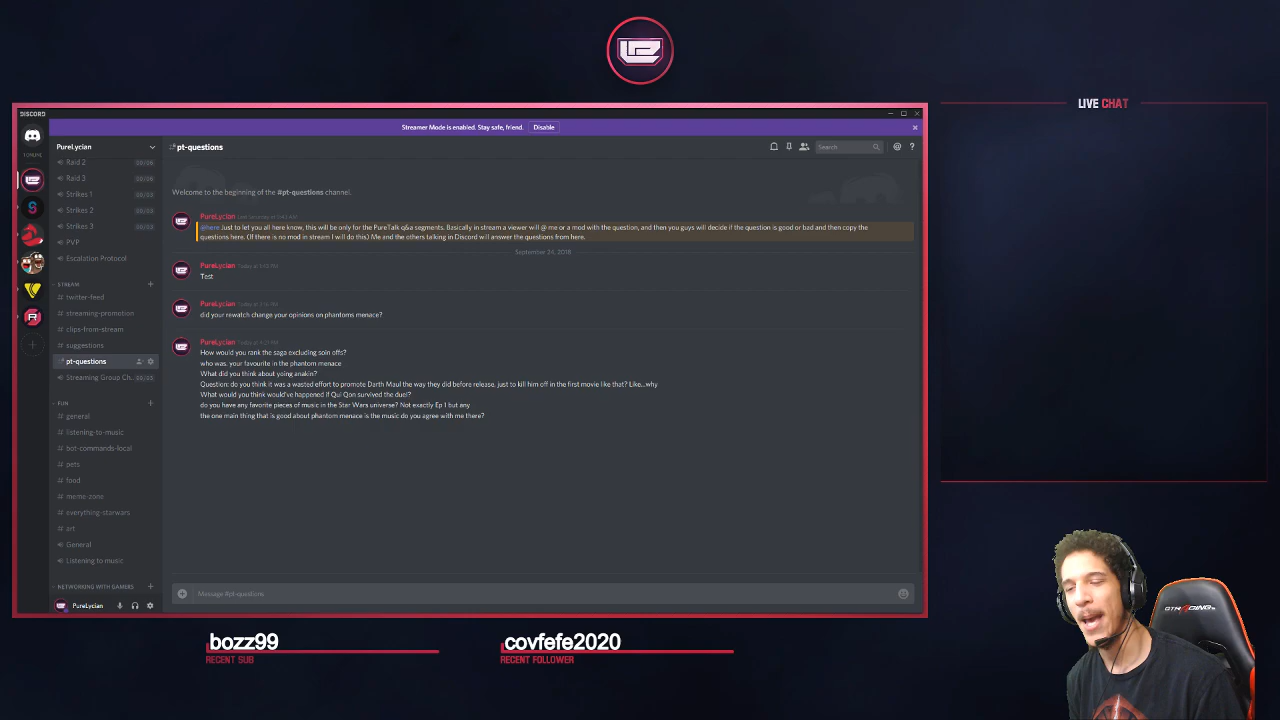 LIVE CHAT
DISCORD
Streamer Mode is enabled. Stay safe, friend. Disable
PureLycian
pt-questions
Search
Raid 2
Raid 3
Strikes 1
Strikes 2
Strikes 3
PVP
Escalation Protocol
STREAM
twitter-feed
streaming-promotion
clips-from-stream
suggestions
pt-questions
Streaming Group Ch...
FUN
general
listening-to-music
bot-commands-local
pets
food
meme-zone
everything-starwars
art
General
Listening to music
NETWORKING WITH GAMERS
PureLycian
Welcome to the beginning of the #pt-questions channel.
PureLycian
@here Just to let you all here know, this will be only for the PureTalk q&a segments. Basically in stream a viewer will @ me or a mod with the question, and then you guys will decide if the question is good or bad and then copy the
questions here. (If there is no mod in stream I will do this) Me and the others talking in Discord will answer the questions from here.
September 24, 2018
PureLycian
Test
PureLycian
did your rewatch change your opinions on phantoms menace?
PureLycian
How would you rank the saga excluding soin offs?
who was. your favourite in the phantom menace
What did you think about yoing anakin?
Question: do you think it was a wasted effort to promote Darth Maul the way they did before release, just to kill him off in the first movie like that? Like...why
What would you think would've happened if Qui Qon survived the duel?
do you have any favorite pieces of music in the Star Wars universe? Not exactly Ep 1 but any
the one main thing that is good about phantom menace is the music do you agree with me there?
Message #pt-questions
bozz99
RECENT SUB
covfefe2020
RECENT FOLLOWER